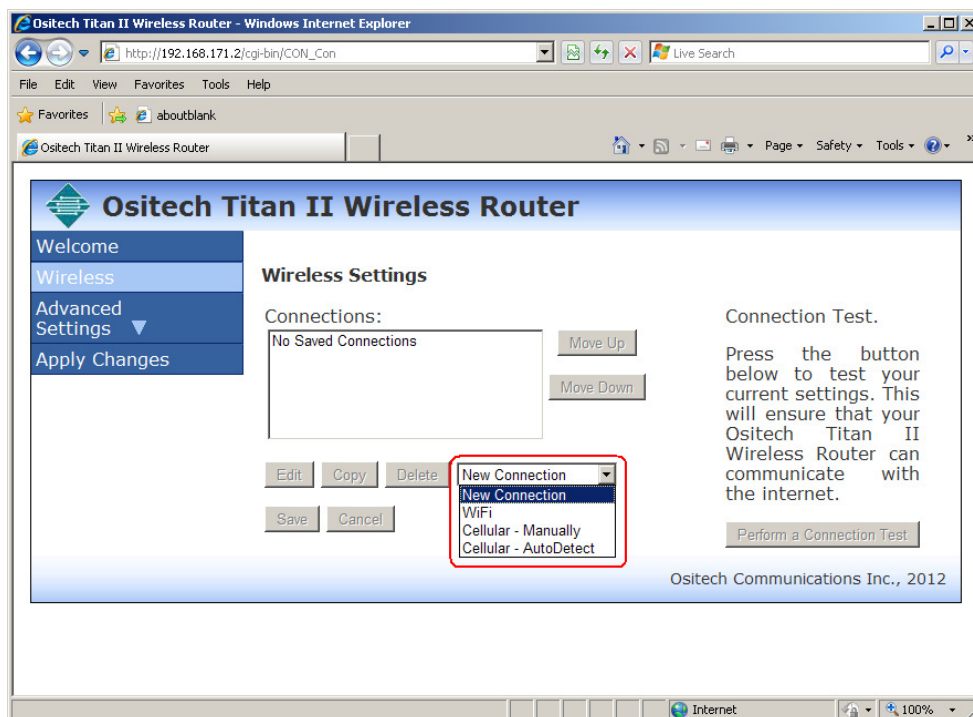 Ositech Titan II Wireless Router - Windows Internet Explorer
http://192.168.171.2/cgi-bin/CON_Con
Live Search
File Edit View Favorites Tools Help
Favorites aboutblank
Ositech Titan II Wireless Router
Page Safety Tools
Ositech Titan II Wireless Router
Welcome
Wireless
Advanced
Settings
Apply Changes
Wireless Settings
Connections:
No Saved Connections
Move Up
Move Down
Edit Copy Delete New Connection
New Connection
WiFi
Cellular - Manually
Cellular - AutoDetect
Save Cancel
Connection Test.
Press the button
below to test your
current settings. This
will ensure that your
Ositech Titan II
Wireless Router can
communicate with
the internet.
Perform a Connection Test
Ositech Communications Inc., 2012
Internet 100%